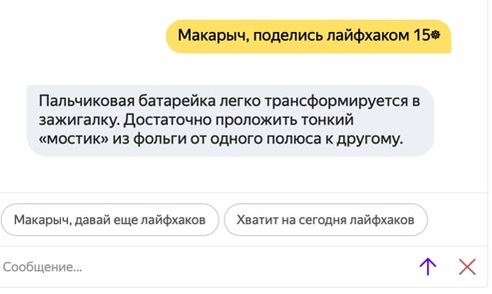 Макарыч, поделись лайфхаком 15☸
Пальчиковая батарейка легко трансформируется в
зажигалку. Достаточно проложить тонкий
«мостик» из фольги от одного полюса к другому.
Макарыч, давай еще лайфхаков
Хватит на сегодня лайфхаков
Сообщение...